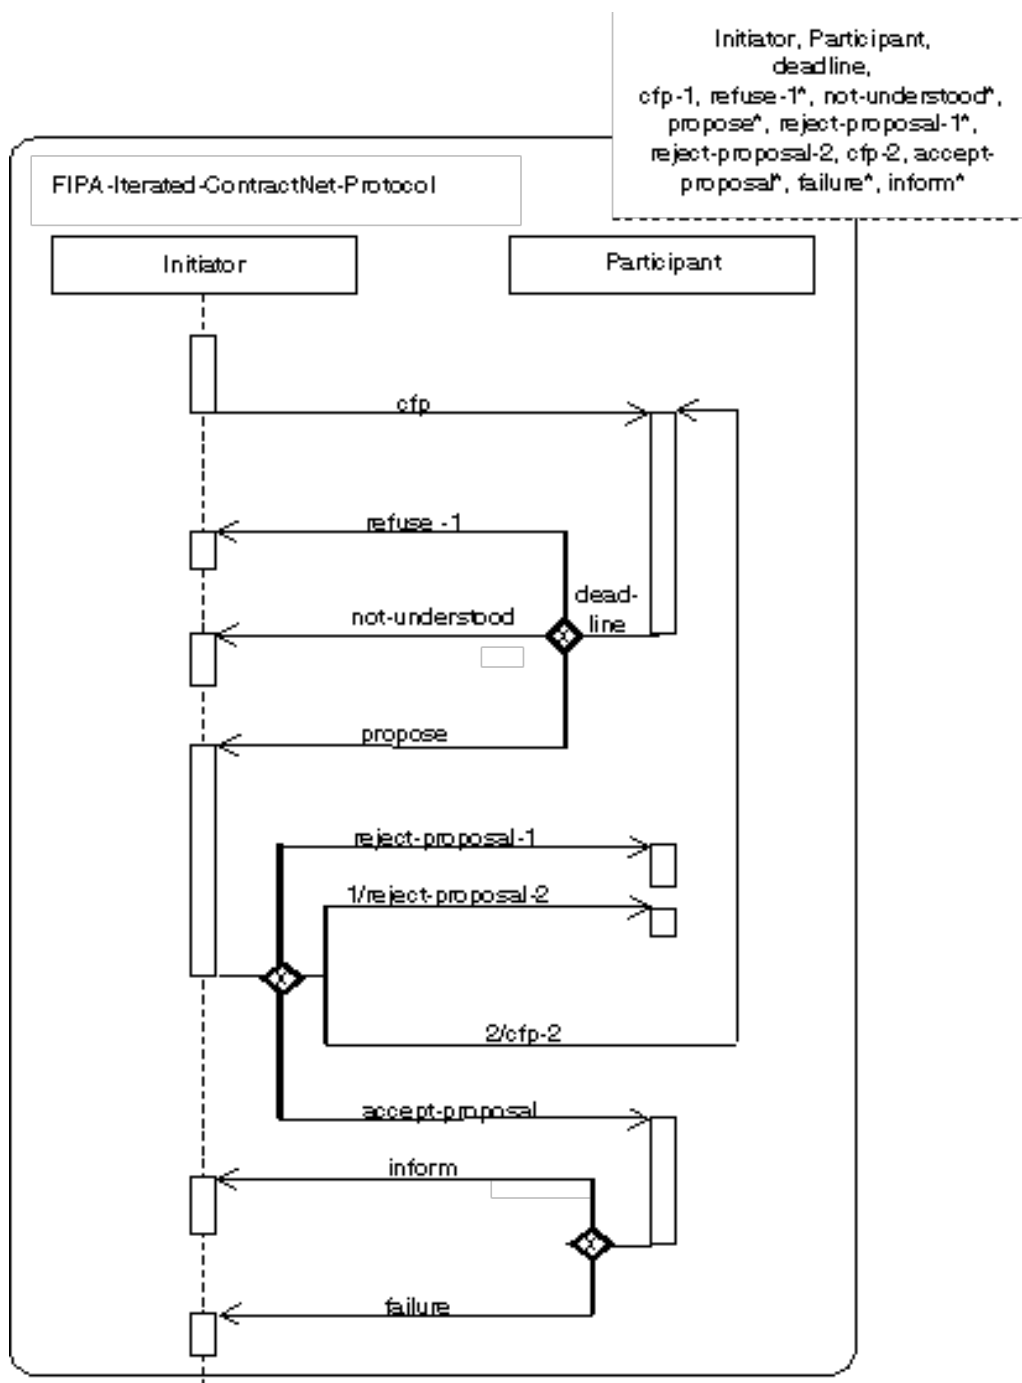 Initiator, Participant,
deadline,
cfp-1, refuse-1*, not-understood*,
propose*, reject-proposal-1*,
reject-proposal-2, cfp-2, accept-
proposal*, failure*, inform*
FIPA-Iterated-ContractNet-Protocol
Initiator
Participant
cfp
refuse -1
dead-
line
not-understood
x
propose
reject-proposal-1
1/reject-proposal-2
x
2/cfp-2
accept-proposal
inform
x
failure